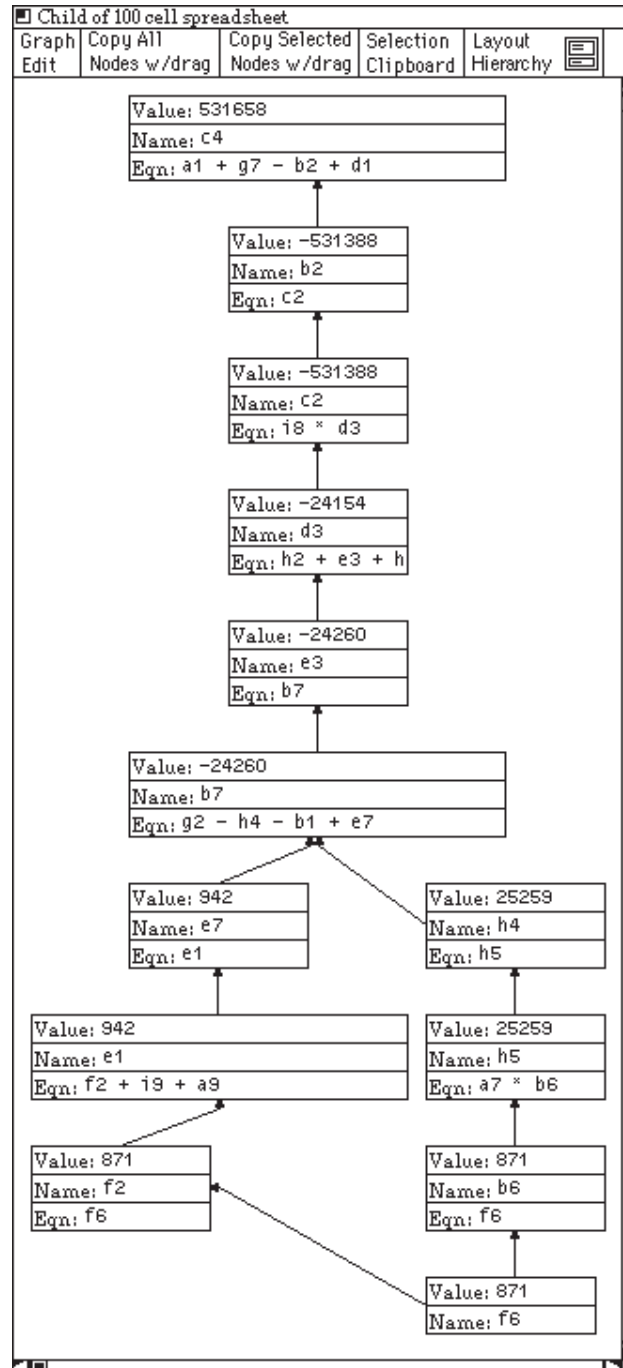 Child of 100 cell spreadsheet
Graph Copy All Copy Selected Selection Layout
Edit Nodes w/drag Nodes w/drag Clipboard Hierarchy
Value: 531658
Name: c4
Eqn: a1 + g7 - b2 + d1
Value: -531388
Name: b2
Eqn: c2
Value: -531388
Name: c2
Eqn: i8 * d3
Value: -24154
Name: d3
Eqn: h2 + e3 + h
Value: -24260
Name: e3
Eqn: b7
Value: -24260
Name: b7
Eqn: g2 - h4 - b1 + e7
Value: 942
Name: e7
Eqn: e1
Value: 25259
Name: h4
Eqn: h5
Value: 942
Name: e1
Eqn: f2 + i9 + a9
Value: 25259
Name: h5
Eqn: a7 * b6
Value: 871
Name: f2
Eqn: f6
Value: 871
Name: b6
Eqn: f6
Value: 871
Name: f6